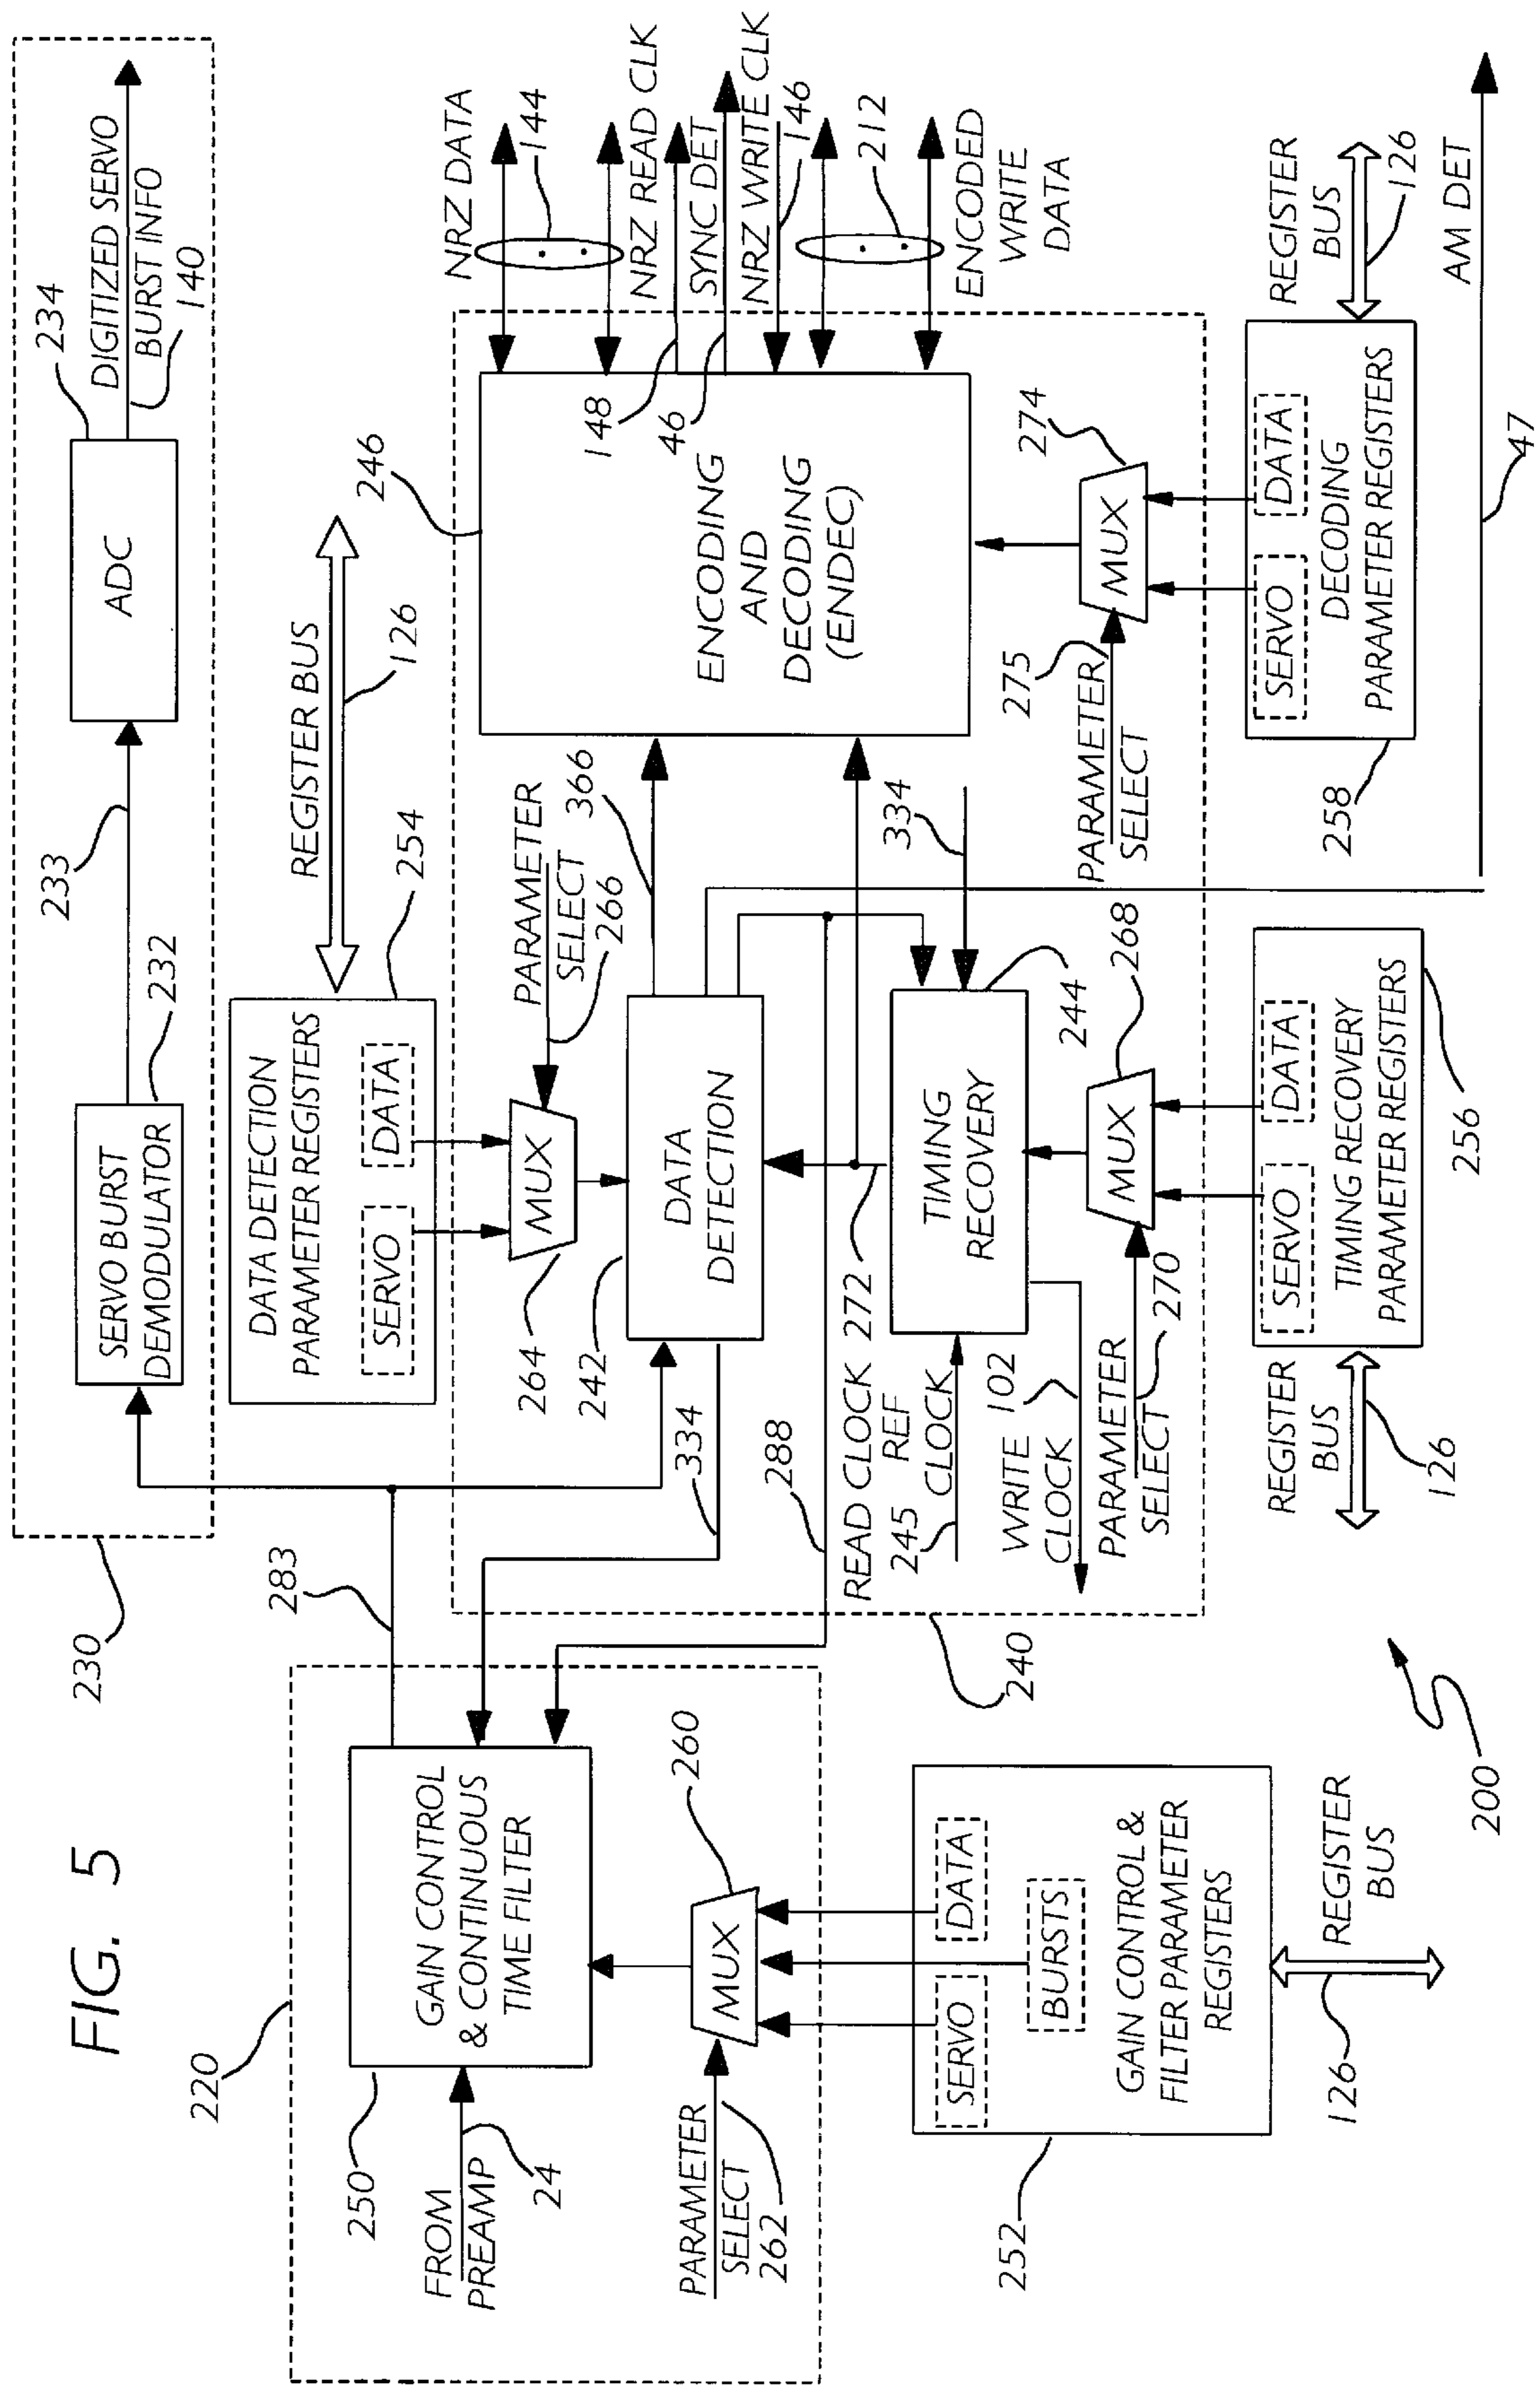 FIG. 5
230
SERVO BURST
DEMODULATOR
232
233
ADC
234
DIGITIZED SERVO
BURST INFO
140
220
283
250
GAIN CONTROL
& CONTINUOUS
TIME FILTER
FROM
PREAMP
24
PARAMETER
SELECT
262
MUX
260
252
SERVO
BURSTS
DATA
GAIN CONTROL &
FILTER PARAMETER
REGISTERS
126
REGISTER
BUS
200
DATA DETECTION
PARAMETER REGISTERS
SERVO
DATA
254
REGISTER BUS
126
240
264
MUX
PARAMETER
SELECT
266
242
DATA
DETECTION
334
288
366
READ CLOCK 272
REF
CLOCK
245
WRITE 102
CLOCK
TIMING
RECOVERY
244
334
PARAMETER
SELECT
270
MUX
268
SERVO
DATA
TIMING RECOVERY
PARAMETER REGISTERS
256
REGISTER
BUS
126
246
ENCODING
AND
DECODING
(ENDEC)
148
46
NRZ DATA
144
NRZ READ CLK
SYNC DET
NRZ WRITE CLK
146
212
ENCODED
WRITE
DATA
PARAMETER
SELECT
275
MUX
274
SERVO
DATA
DECODING
PARAMETER REGISTERS
258
REGISTER
BUS
126
AM DET
47